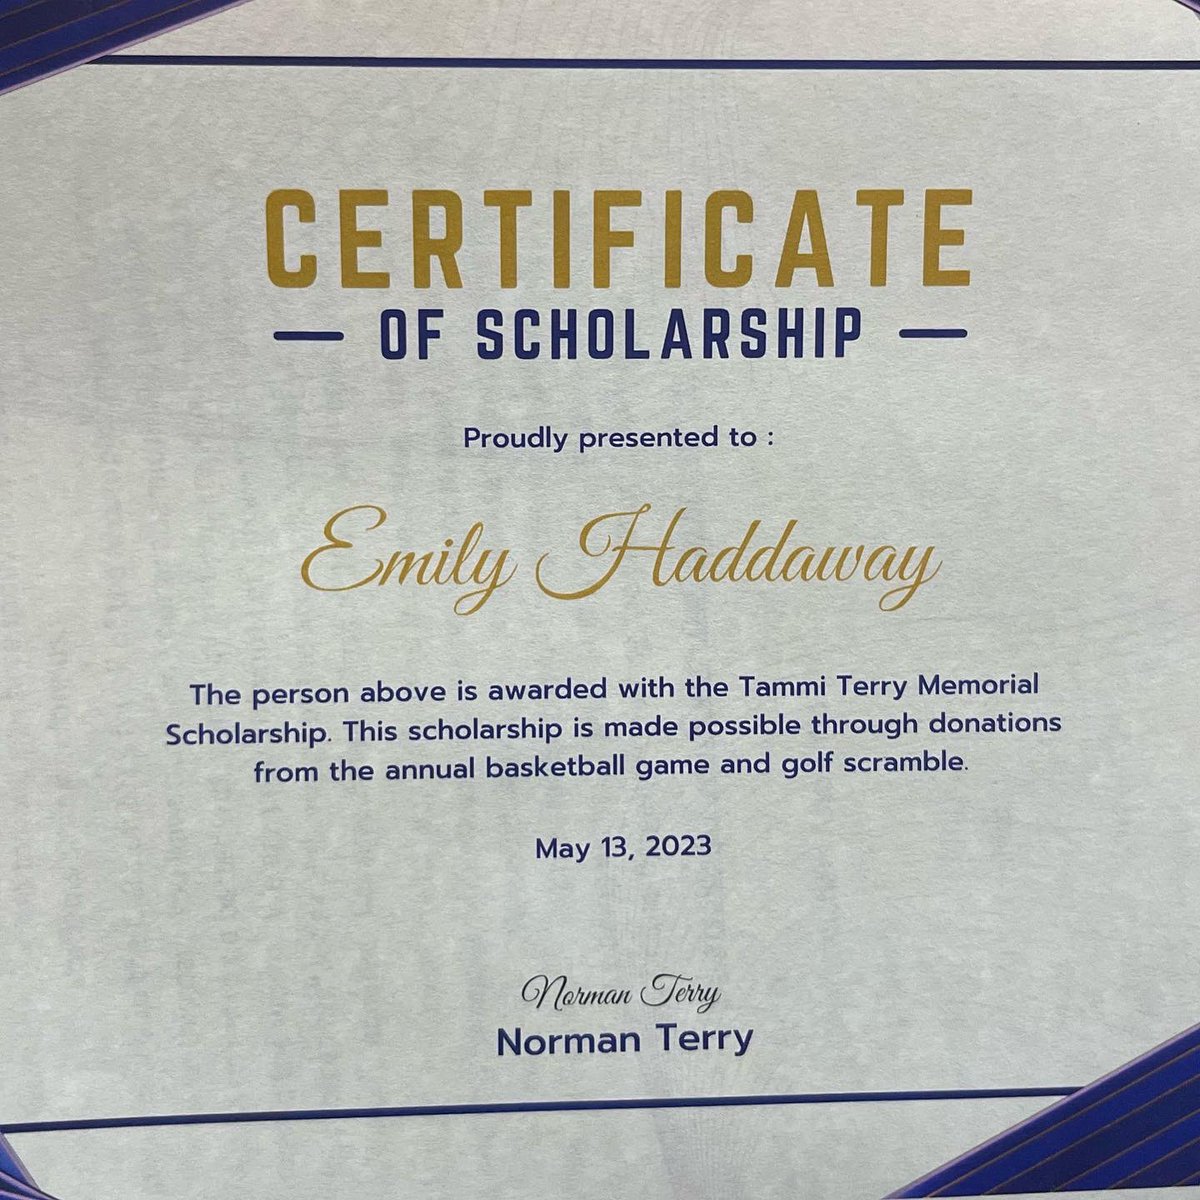 CERTIFICATE
OF SCHOLARSHIP
Proudly presented to :
Emily Haddaway
The person above is awarded with the Tammi Terry Memorial
Scholarship. This scholarship is made possible through donations
from the annual basketball game and golf scramble.
May 13, 2023
Norman Terry
Norman Terry